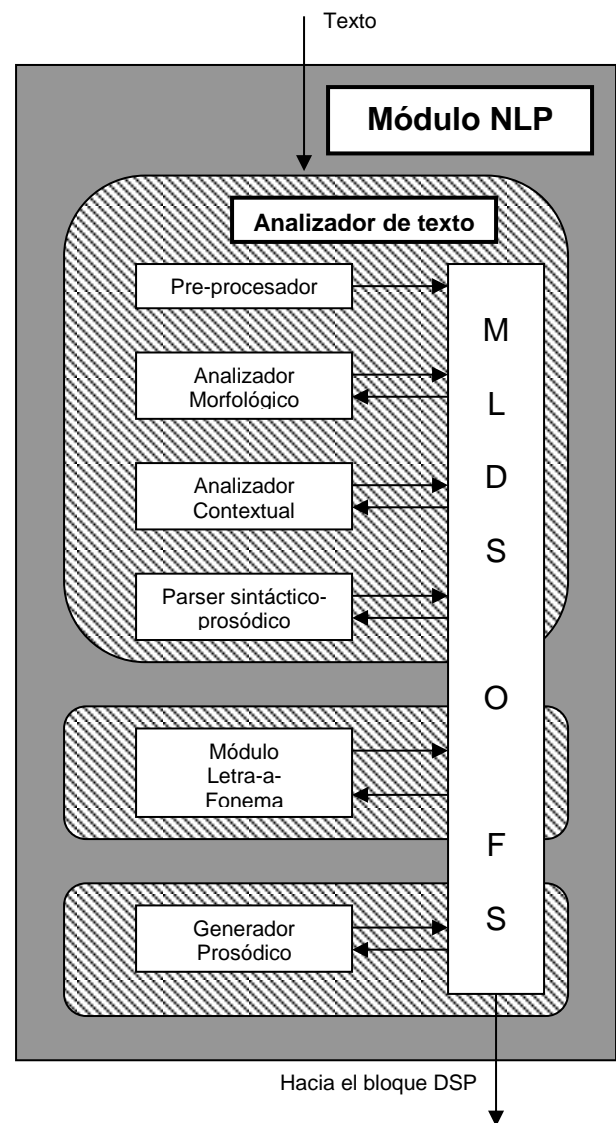 Texto
Módulo NLP
Analizador de texto
Pre-procesador
Analizador
Morfológico
Analizador
Contextual
Parser sintáctico-
prosódico
Módulo
Letra-a-
Fonema
Generador
Prosódico
M
L
D
S
O
F
S
Hacia el bloque DSP